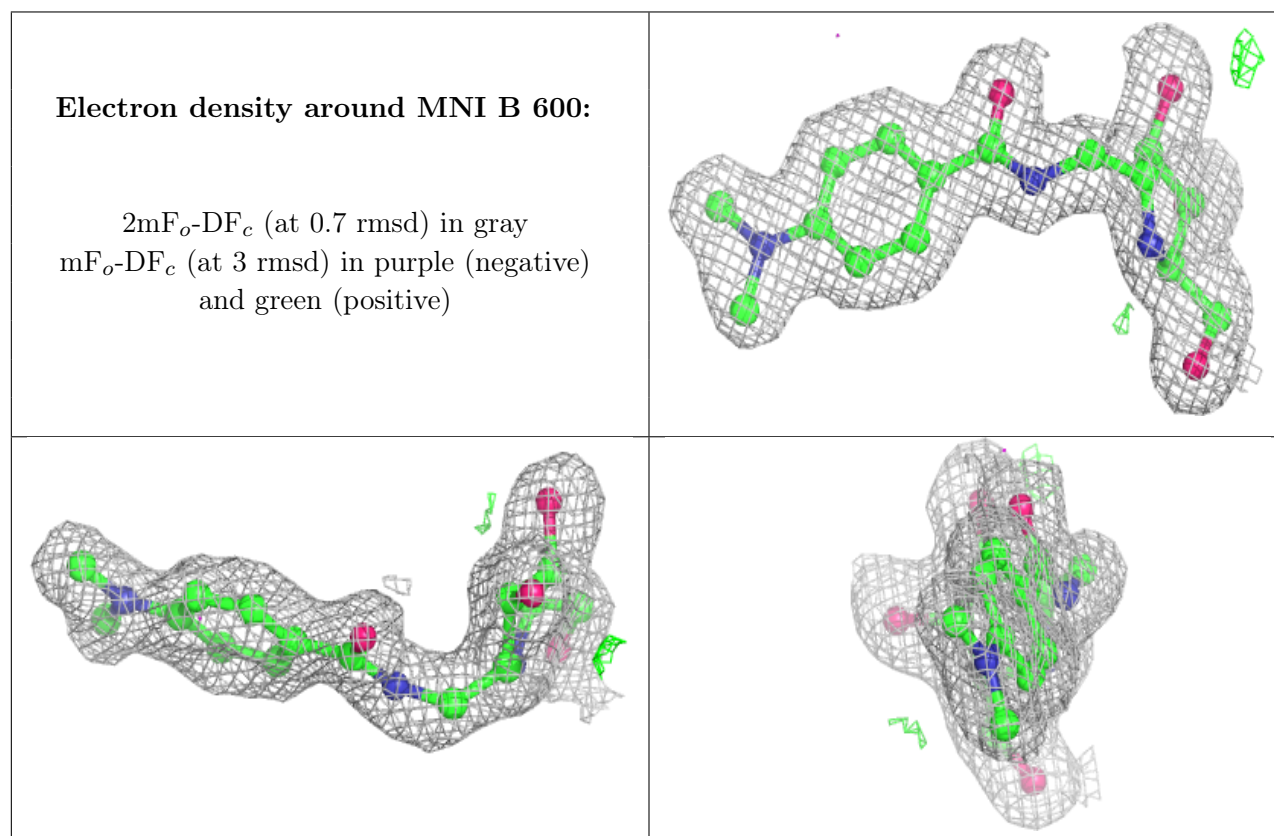 Electron density around MNI B 600:
2mFo-DFc (at 0.7 rmsd) in gray
mFo-DFc (at 3 rmsd) in purple (negative)
and green (positive)